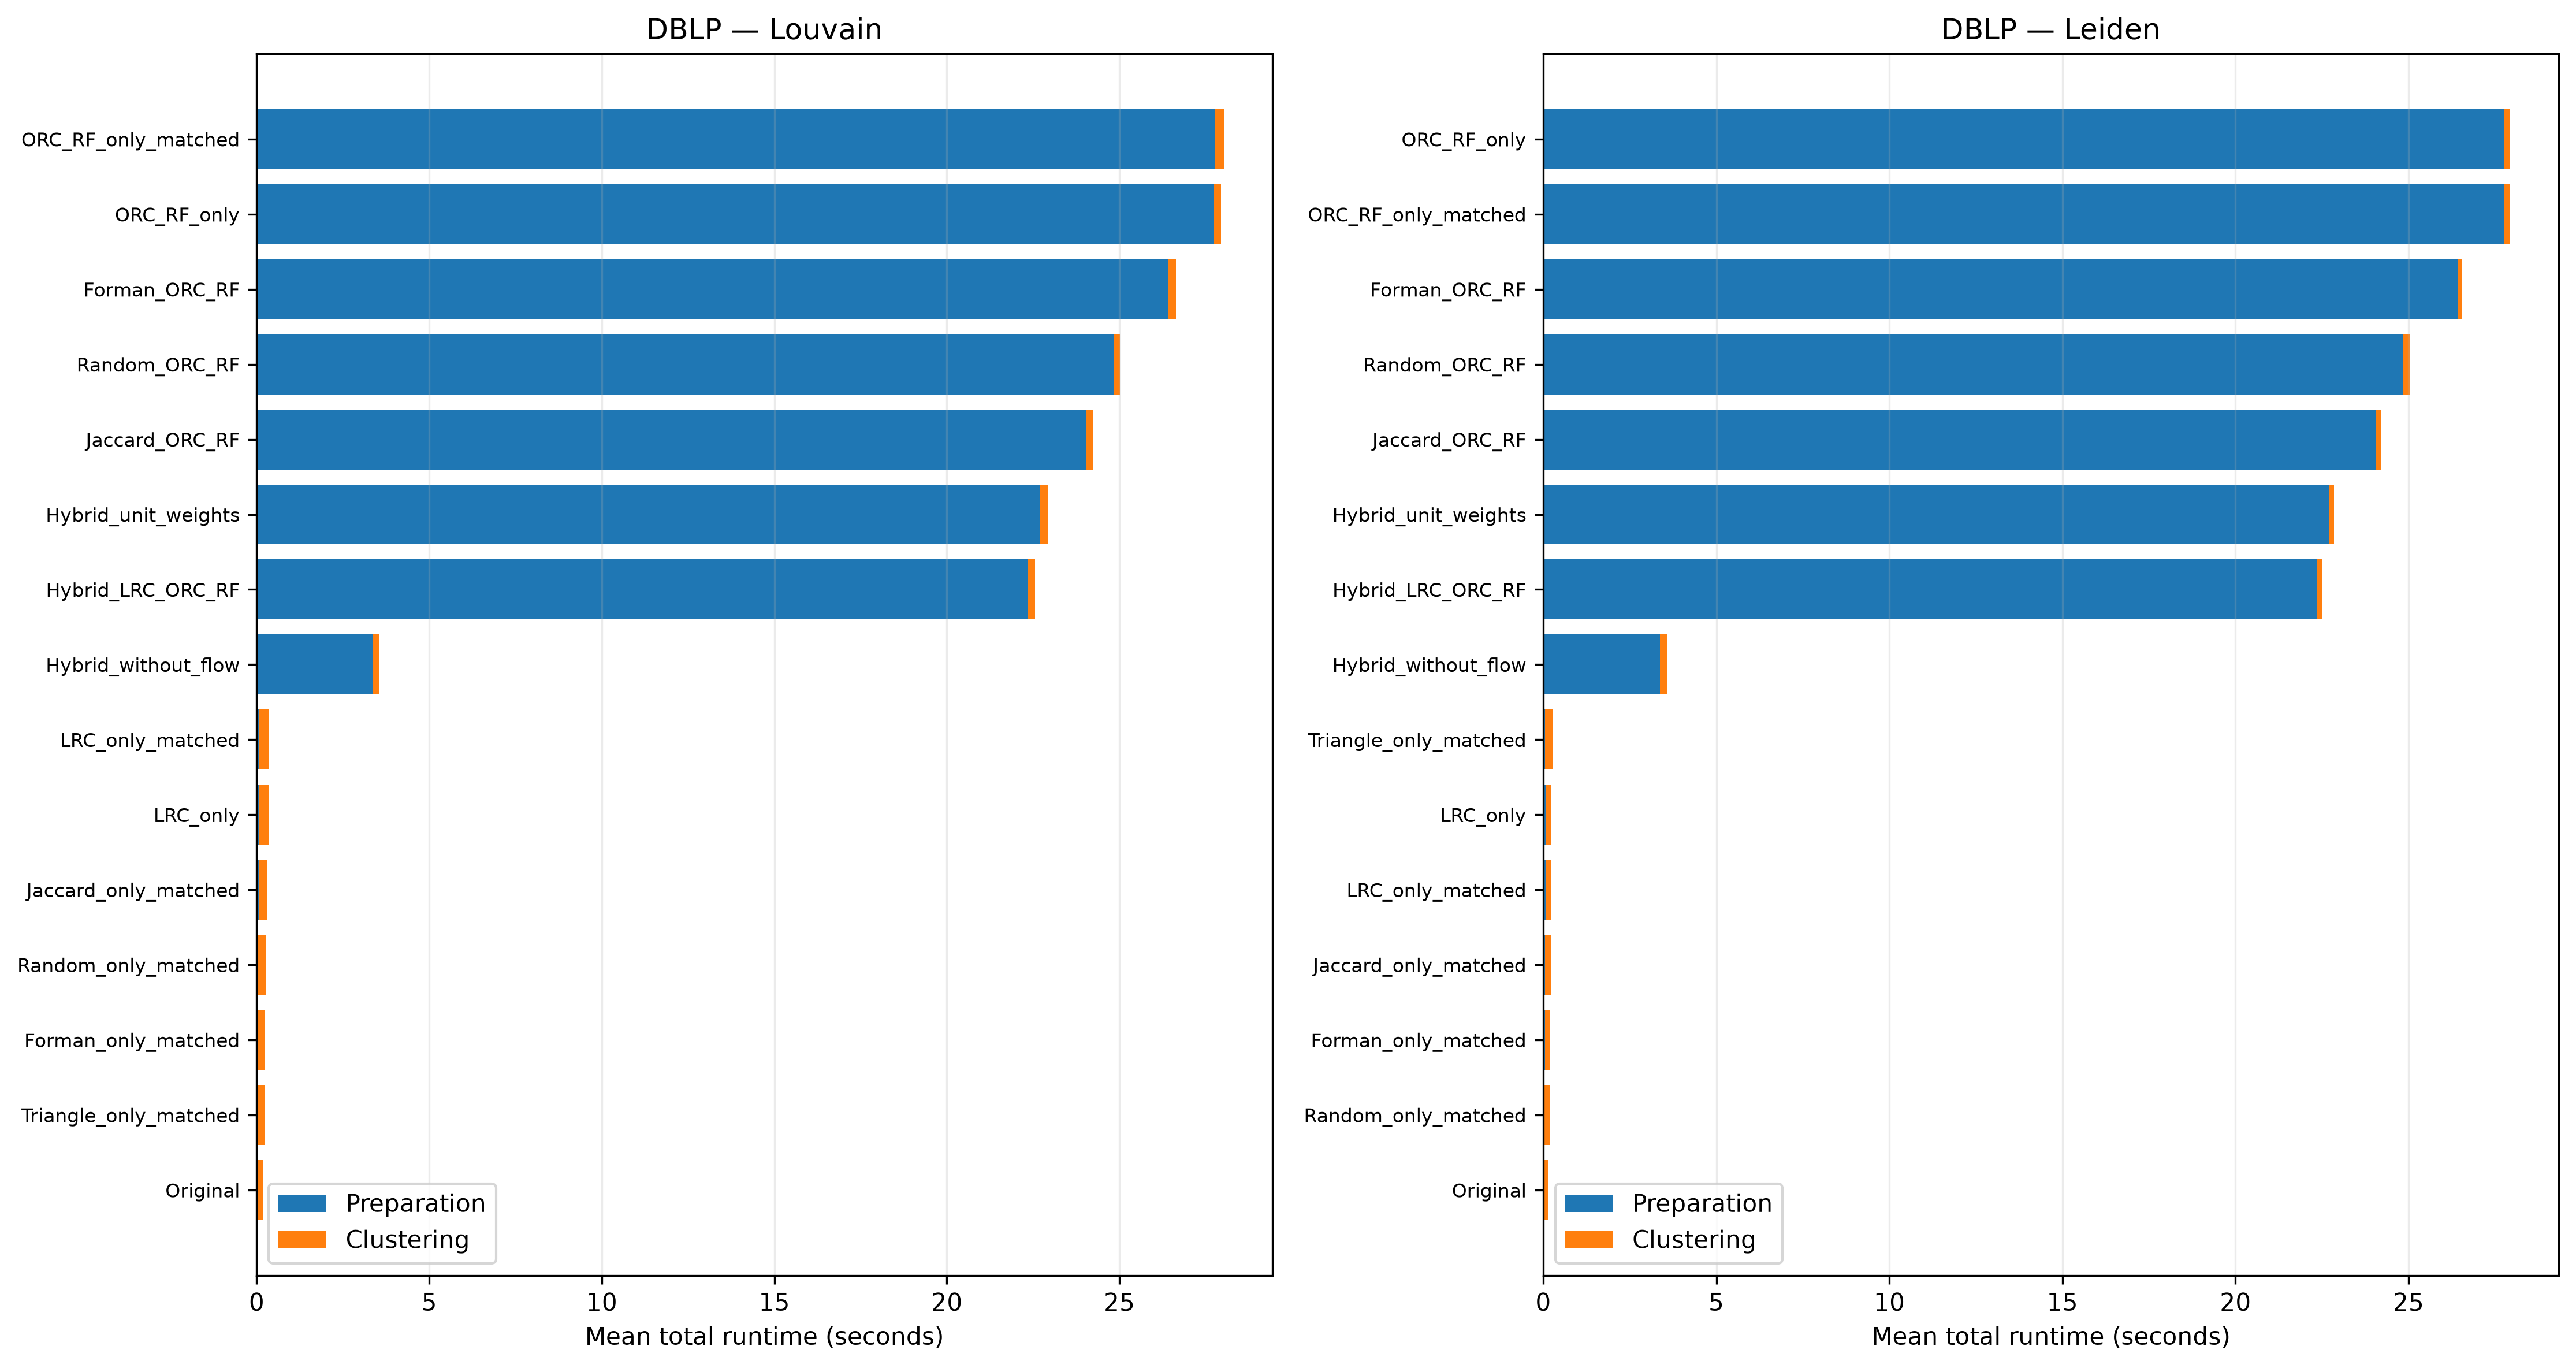 DBLP — Louvain
ORC_RF_only_matched
ORC_RF_only
Forman_ORC_RF
Random_ORC_RF
Jaccard_ORC_RF
Hybrid_unit_weights
Hybrid_LRC_ORC_RF
Hybrid_without_flow
LRC_only_matched
LRC_only
Jaccard_only_matched
Random_only_matched
Forman_only_matched
Triangle_only_matched
Original
Preparation
Clustering
0 5 10 15 20 25
Mean total runtime (seconds)
DBLP — Leiden
ORC_RF_only
ORC_RF_only_matched
Forman_ORC_RF
Random_ORC_RF
Jaccard_ORC_RF
Hybrid_unit_weights
Hybrid_LRC_ORC_RF
Hybrid_without_flow
Triangle_only_matched
LRC_only
LRC_only_matched
Jaccard_only_matched
Forman_only_matched
Random_only_matched
Original
Preparation
Clustering
0 5 10 15 20 25
Mean total runtime (seconds)